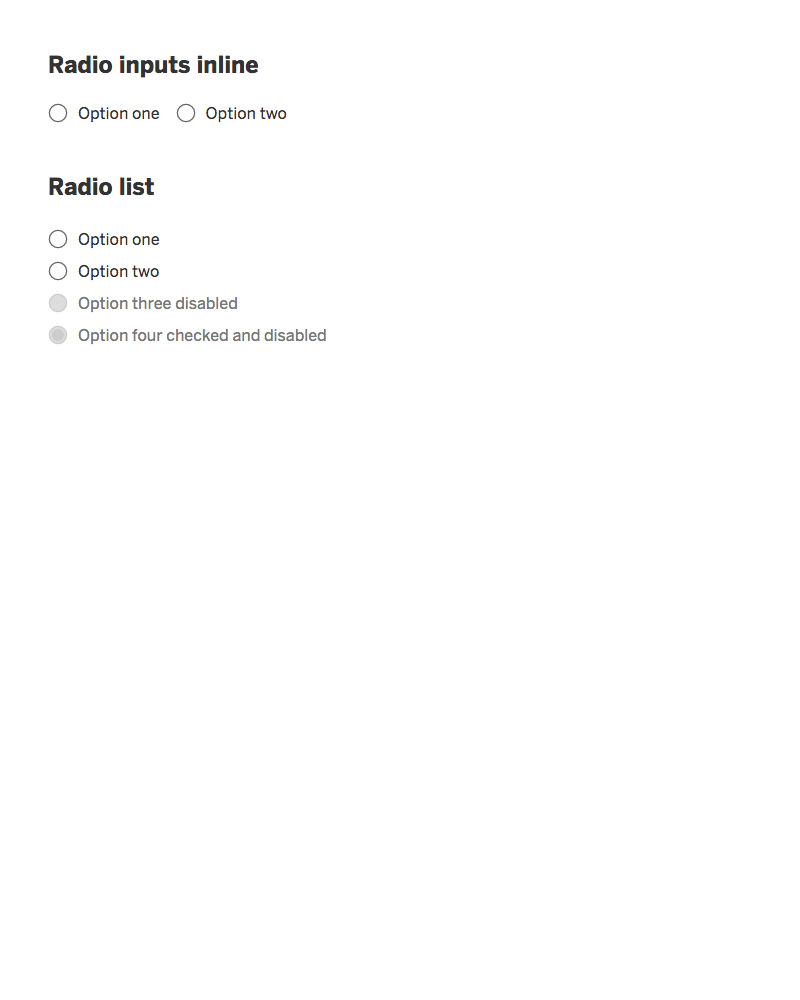 Radio inputs inline
Option one Option two
Radio list
Option one
Option two
Option three disabled
Option four checked and disabled